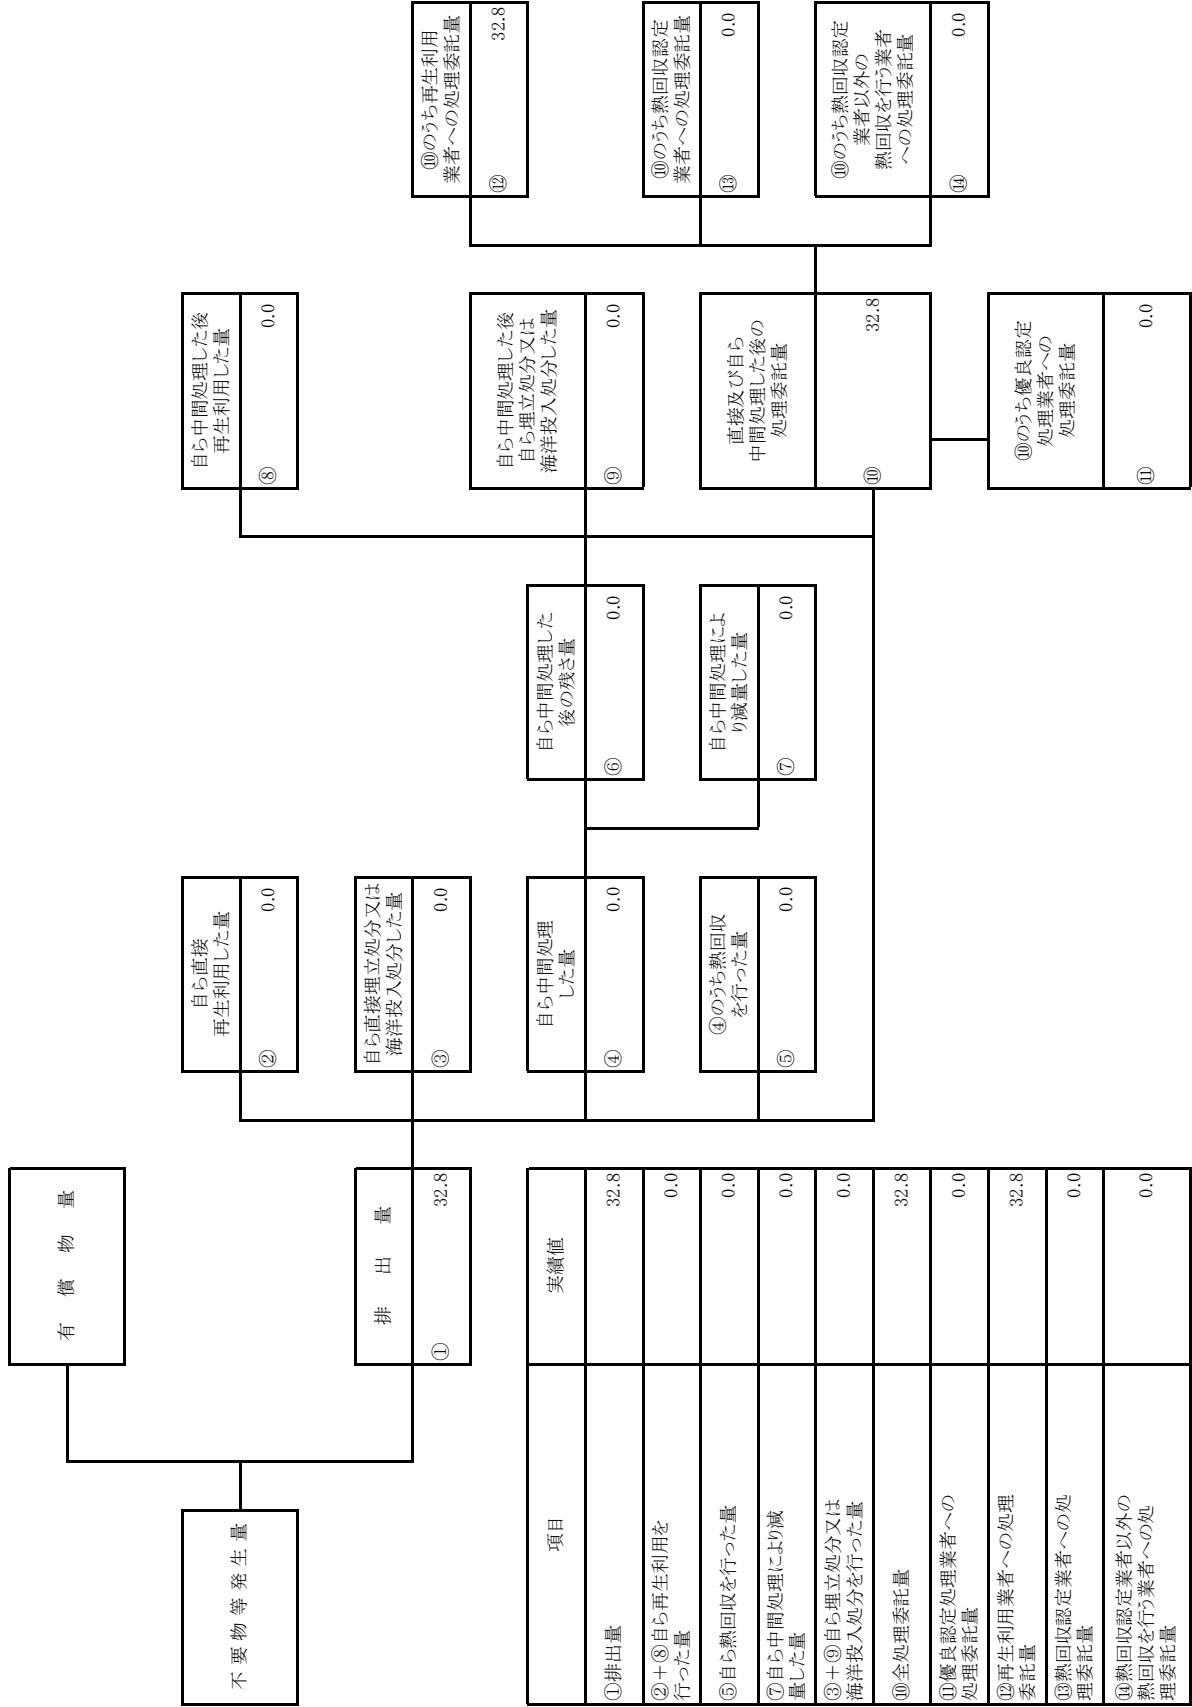 有償物量
不要物等発生量
排出量
① 32.8
自ら直接
再生利用した量
② 0.0
自ら直接埋立処分又は
海洋投入処分した量
③ 0.0
自ら中間処理
した量
④ 0.0
④のうち熱回収
を行った量
⑤ 0.0
自ら中間処理した
後の残さ量
⑥ 0.0
自ら中間処理によ
り減量した量
⑦ 0.0
自ら中間処理した後
再生利用した量
⑧ 0.0
自ら中間処理した後
自ら埋立処分又は
海洋投入処分した量
⑨ 0.0
直接及び自ら
中間処理した後の
処理委託量
⑩ 32.8
⑩のうち優良認定
処理業者への
処理委託量
⑪ 0.0
⑩のうち再生利用
業者への処理委託量
⑫ 32.8
⑩のうち熱回収認定
業者への処理委託量
⑬ 0.0
⑩のうち熱回収認定
業者以外の
熱回収を行う業者
への処理委託量
⑭ 0.0
項目 実績値
①排出量 32.8
②+⑧自ら再生利用を
行った量 0.0
⑤自ら熱回収を行った量 0.0
⑦自ら中間処理により減
量した量 0.0
③+⑨自ら埋立処分又は
海洋投入処分を行った量 0.0
⑩全処理委託量 32.8
⑪優良認定処理業者への
処理委託量 0.0
⑫再生利用業者への処理
委託量 32.8
⑬熱回収認定業者への処
理委託量 0.0
⑭熱回収認定業者以外の
熱回収を行う業者への処
理委託量 0.0